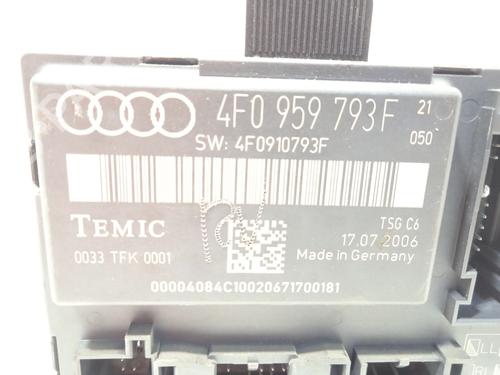 4F0 959 793F 21
050
SW: 4F0910793F
TEMIC
TSG C6
17.07.2006
0033 TFK 0001
Made in Germany
00004084C10020671700181